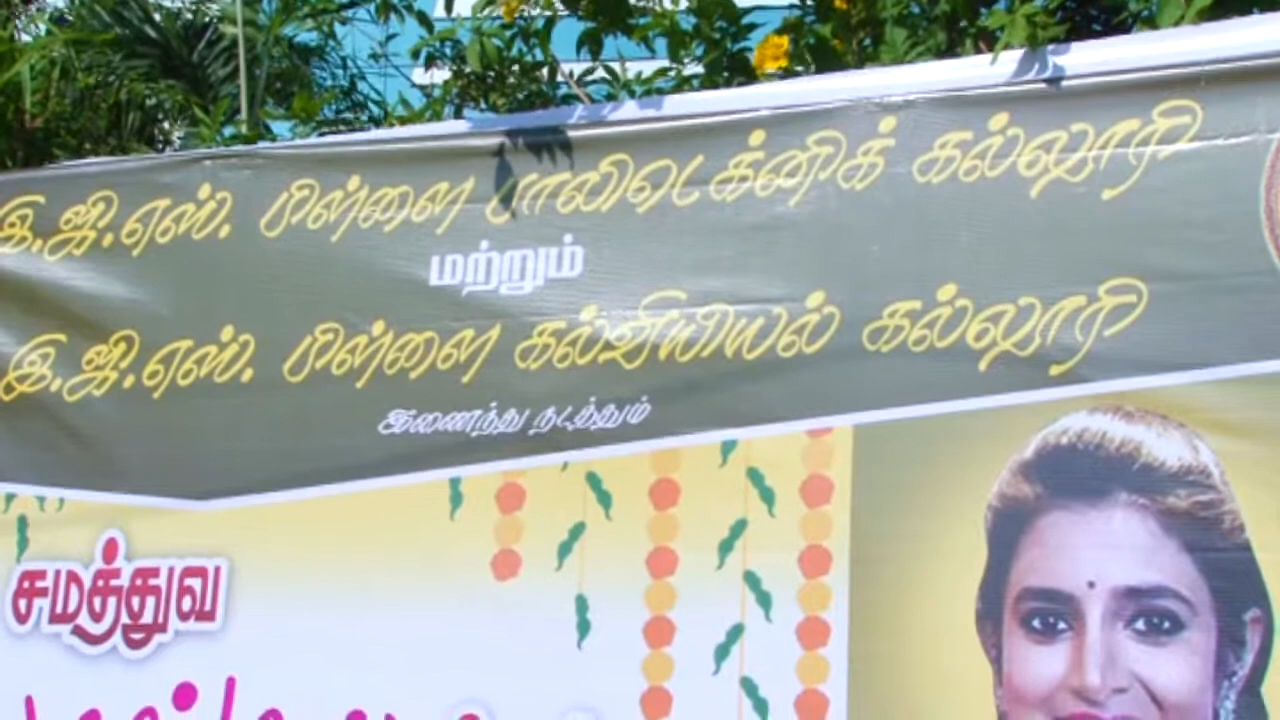 இ.ஜி.எஸ். பிள்ளை பாலிடெக்னிக் கல்லூரி
மற்றும்
இ.ஜி.எஸ். பிள்ளை கல்வியியல் கல்லூரி
இணைந்து நடத்தும்
சமத்துவ